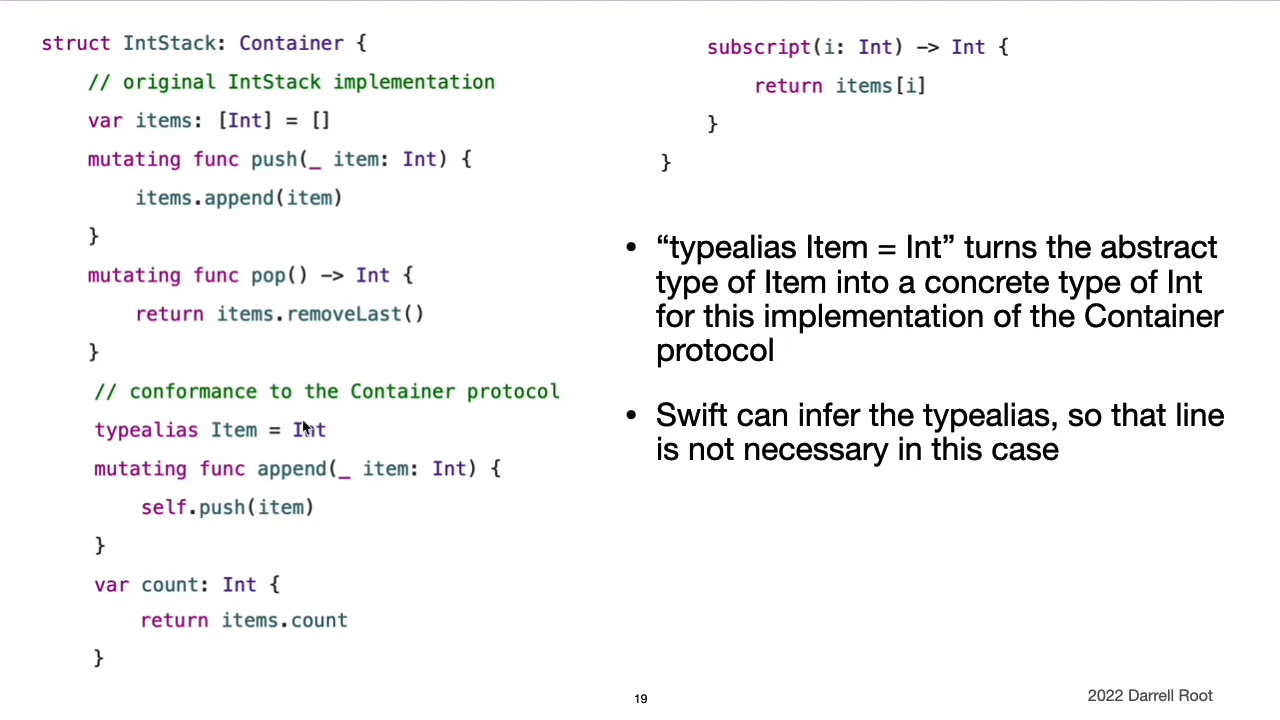 struct IntStack: Container {
// original IntStack implementation
var items: [Int] = []
mutating func push(_ item: Int) {
items.append(item)
}
mutating func pop() -> Int {
return items.removeLast()
}
// conformance to the Container protocol
typealias Item = Int
mutating func append(_ item: Int) {
self.push(item)
}
var count: Int {
return items.count
}
subscript(i: Int) -> Int {
return items[i]
}
}
• “typealias Item = Int” turns the abstract
type of Item into a concrete type of Int
for this implementation of the Container
protocol
• Swift can infer the typealias, so that line
is not necessary in this case
19
2022 Darrell Root